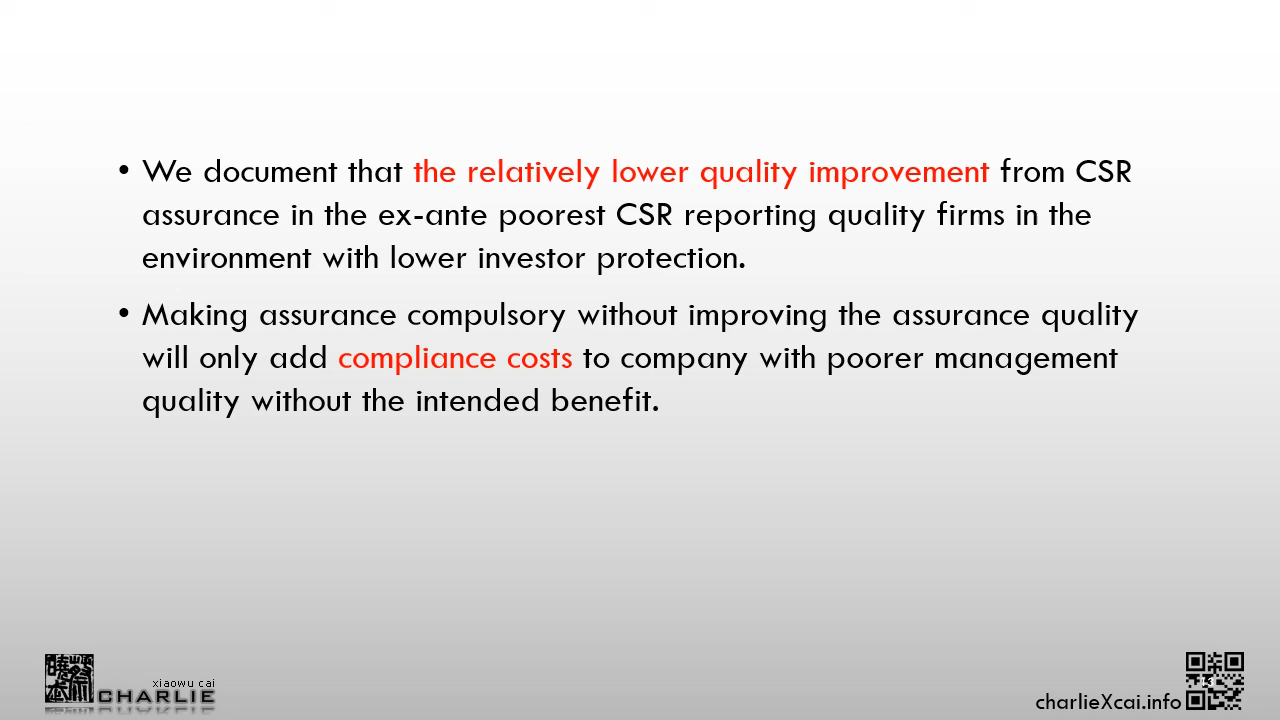 • We document that the relatively lower quality improvement from CSR
assurance in the ex-ante poorest CSR reporting quality firms in the
environment with lower investor protection.
• Making assurance compulsory without improving the assurance quality
will only add compliance costs to company with poorer management
quality without the intended benefit.
xiaowu cai
CHARLIE
charlieXcai.info